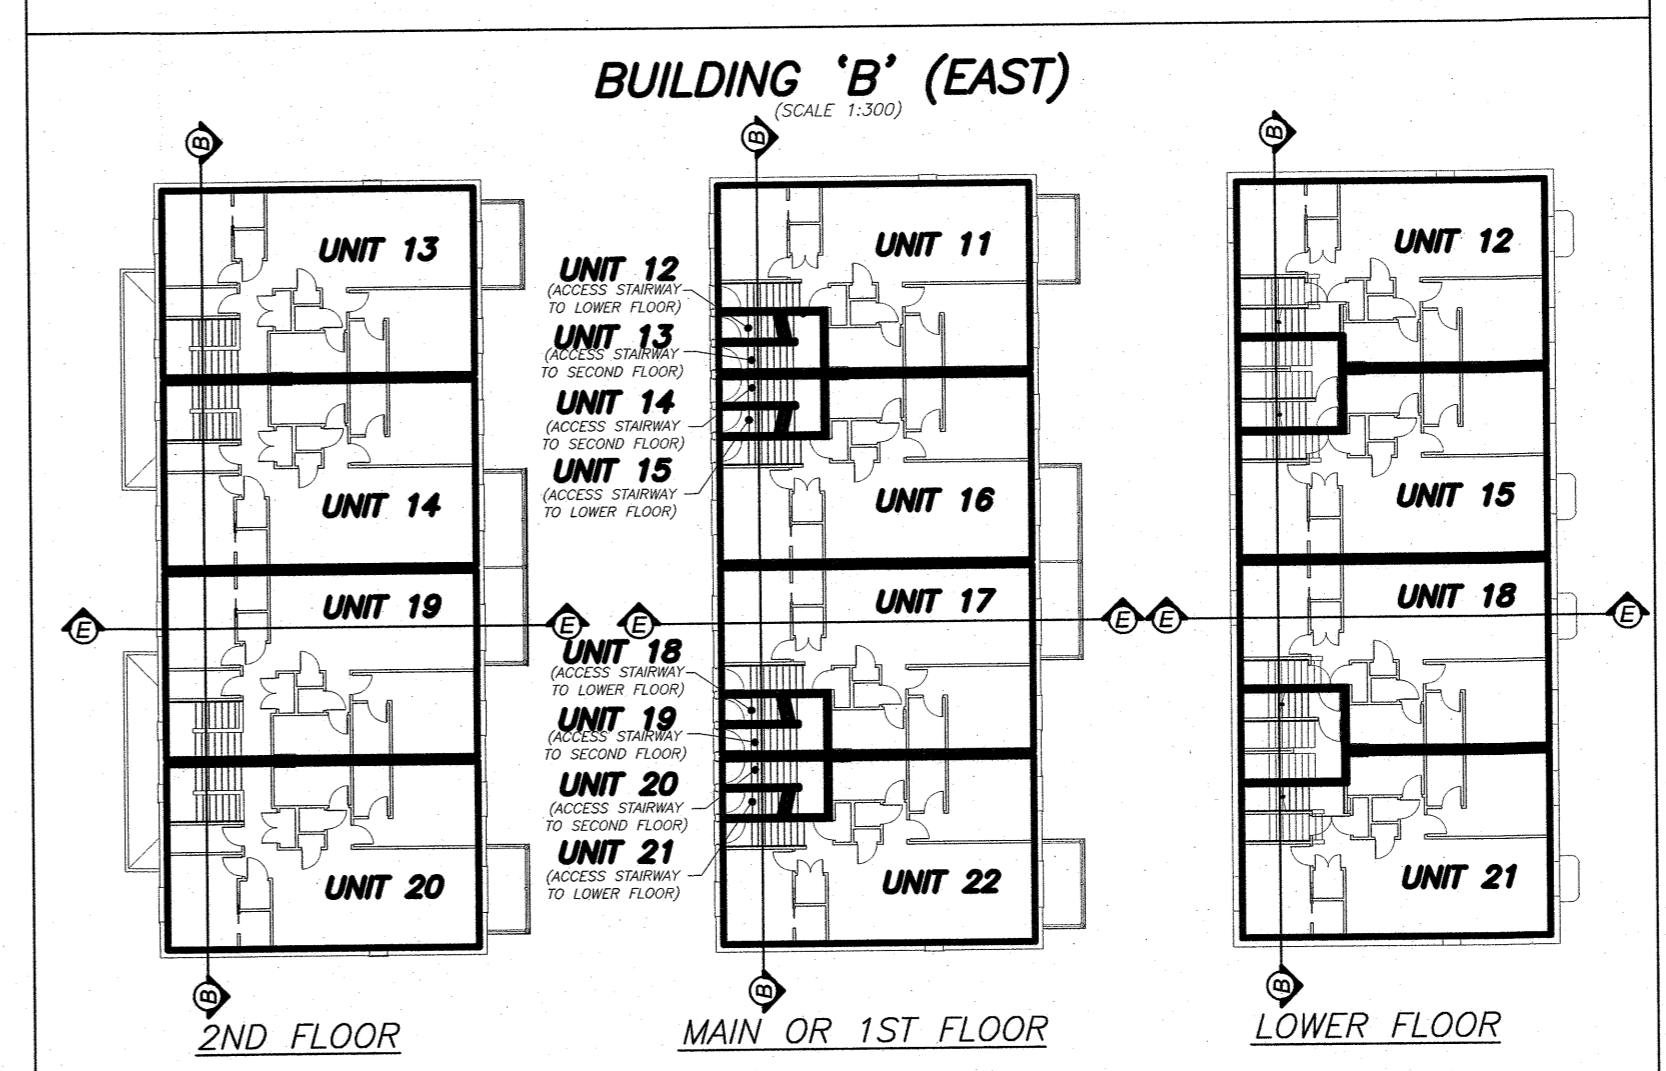 BUILDING ‘B’ (EAST)
(SCALE 1:300)
B
UNIT 13
UNIT 14
UNIT 19
E
E
UNIT 20
B
2ND FLOOR
B
UNIT 11
UNIT 12
(ACCESS STAIRWAY
TO LOWER FLOOR)
UNIT 13
(ACCESS STAIRWAY
TO SECOND FLOOR)
UNIT 14
(ACCESS STAIRWAY
TO SECOND FLOOR)
UNIT 15
(ACCESS STAIRWAY
TO LOWER FLOOR)
UNIT 16
UNIT 17
E
E
UNIT 18
(ACCESS STAIRWAY
TO LOWER FLOOR)
UNIT 19
(ACCESS STAIRWAY
TO SECOND FLOOR)
UNIT 20
(ACCESS STAIRWAY
TO SECOND FLOOR)
UNIT 21
(ACCESS STAIRWAY
TO LOWER FLOOR)
UNIT 22
B
MAIN OR 1ST FLOOR
B
UNIT 12
UNIT 15
UNIT 18
E
E
UNIT 21
B
LOWER FLOOR